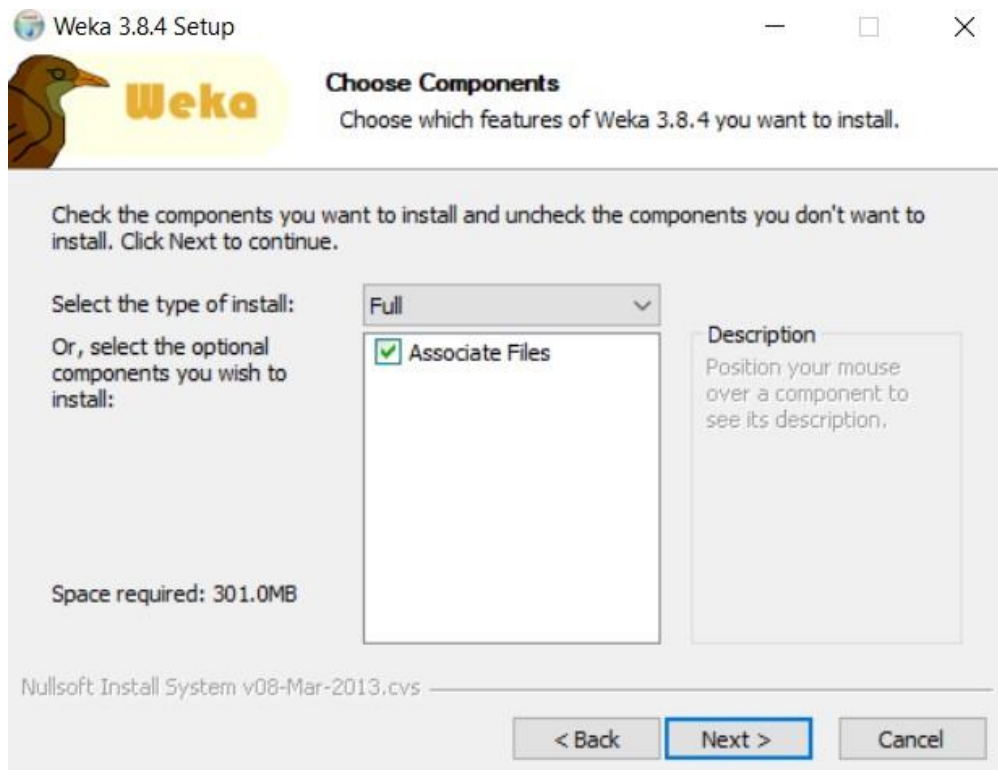 Weka 3.8.4 Setup
Weka
Choose Components
Choose which features of Weka 3.8.4 you want to install.
Check the components you want to install and uncheck the components you don't want to
install. Click Next to continue.
Select the type of install:
Full
Or, select the optional
components you wish to
install:
Associate Files
Description
Position your mouse
over a component to
see its description.
Space required: 301.0MB
Nullsoft Install System v08-Mar-2013.cvs
< Back
Next >
Cancel